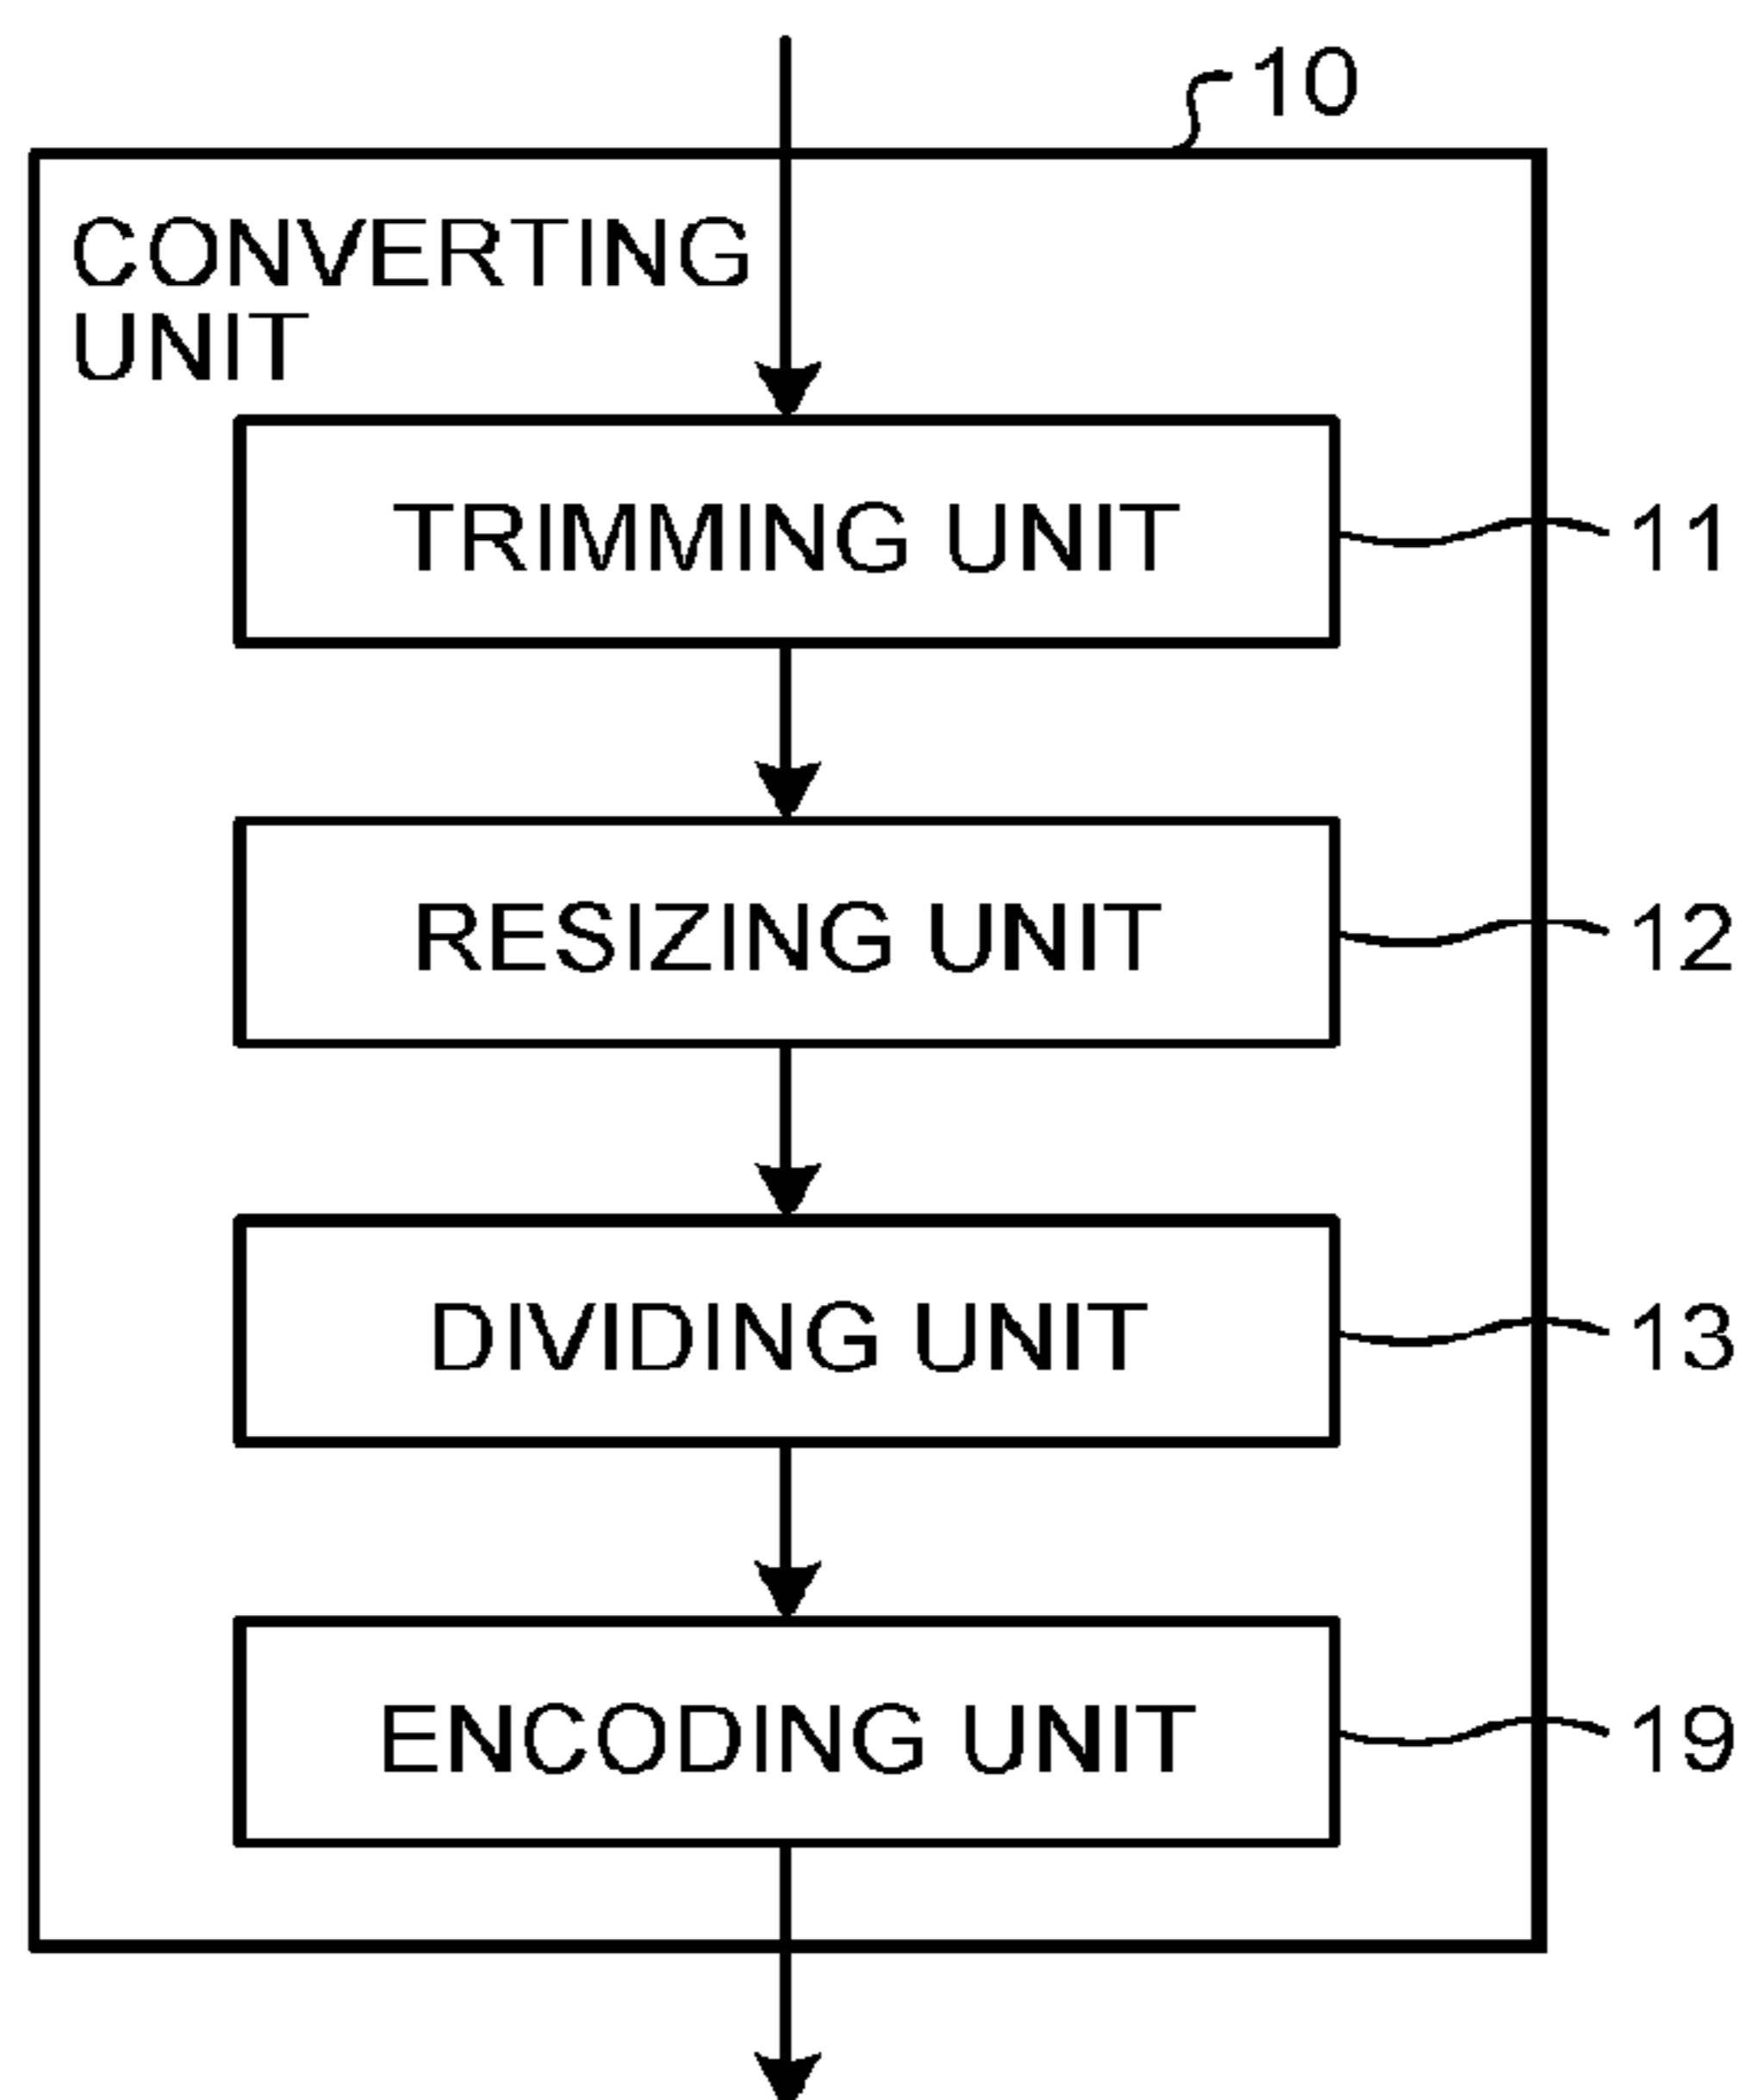 10
CONVERTING
UNIT
TRIMMING UNIT
11
RESIZING UNIT
12
DIVIDING UNIT
13
ENCODING UNIT
19